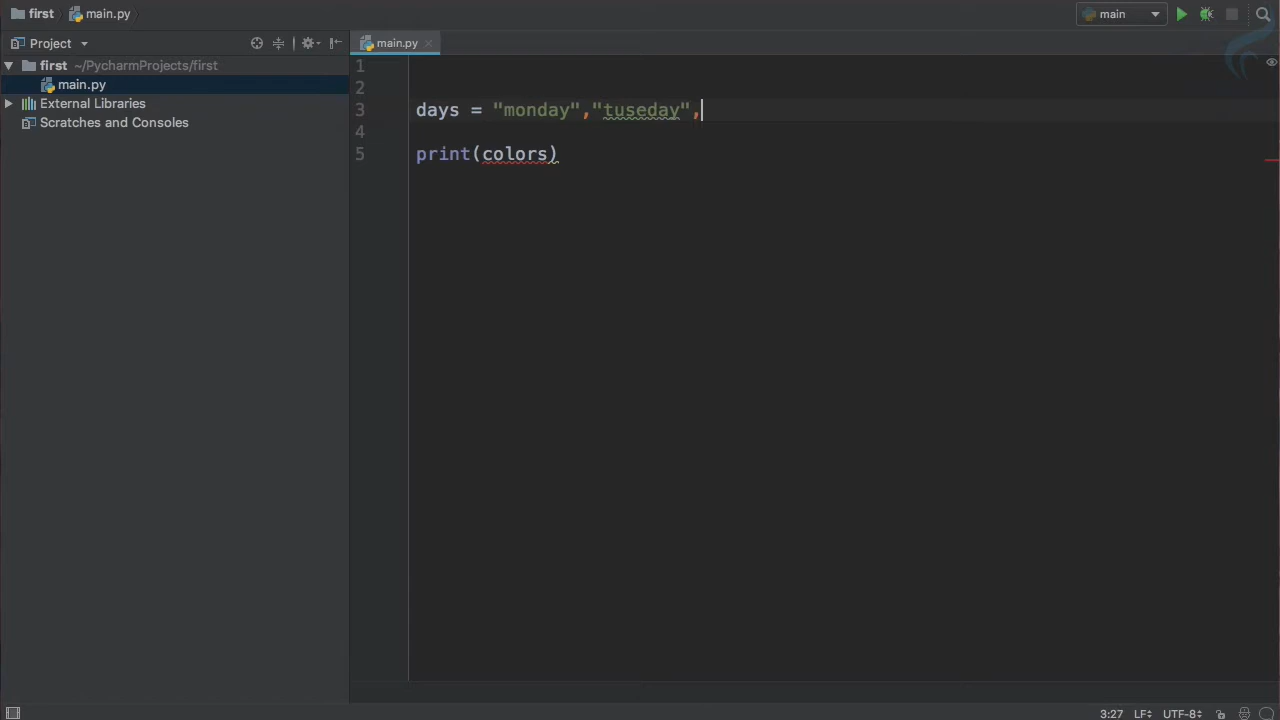 first main.py main
Project main.py
first ~/PycharmProjects/first
main.py
External Libraries
Scratches and Consoles
1
2
3 days = "monday","tuseday",
4
5 print(colors)
3:27 LF UTF-8